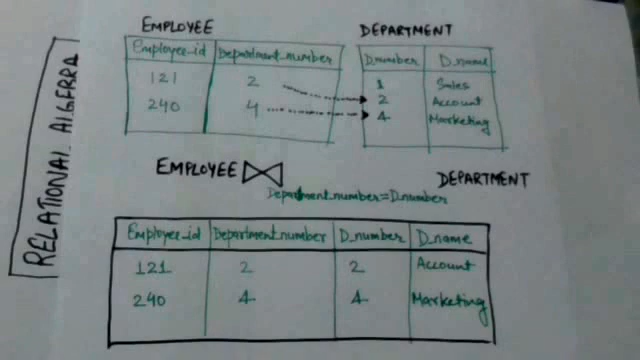 RELATIONAL ALGEBRA
EMPLOYEE
Employee_id Department_number
121 2
240 4
DEPARTMENT
D_number D_name
1 Sales
2 Account
4 Marketing
EMPLOYEE ⋈ DEPARTMENT
Department_number=D_number
Employee_id Department_number D_number D_name
121 2 2 Account
240 4 4 Marketing